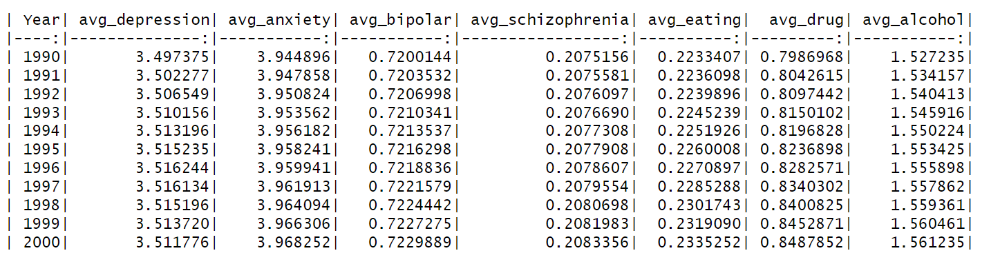 | Year| avg_depression| avg_anxiety| avg_bipolar| avg_schizophrenia| avg_eating|  avg_drug| avg_alcohol|
|----:|--------------:|-----------:|-----------:|-----------------:|----------:|---------:|-----------:|
| 1990|       3.497375|    3.944896|   0.7200144|         0.2075156|  0.2233407| 0.7986968|    1.527235|
| 1991|       3.502277|    3.947858|   0.7203532|         0.2075581|  0.2236098| 0.8042615|    1.534157|
| 1992|       3.506549|    3.950824|   0.7206998|         0.2076097|  0.2239896| 0.8097442|    1.540413|
| 1993|       3.510156|    3.953562|   0.7210341|         0.2076690|  0.2245239| 0.8150102|    1.545916|
| 1994|       3.513196|    3.956182|   0.7213537|         0.2077308|  0.2251926| 0.8196828|    1.550224|
| 1995|       3.515235|    3.958241|   0.7216298|         0.2077908|  0.2260008| 0.8236898|    1.553425|
| 1996|       3.516244|    3.959941|   0.7218836|         0.2078607|  0.2270897| 0.8282571|    1.555898|
| 1997|       3.516134|    3.961913|   0.7221579|         0.2079554|  0.2285288| 0.8340302|    1.557862|
| 1998|       3.515196|    3.964094|   0.7224442|         0.2080698|  0.2301743| 0.8400825|    1.559361|
| 1999|       3.513720|    3.966306|   0.7227275|         0.2081983|  0.2319090| 0.8452871|    1.560461|
| 2000|       3.511776|    3.968252|   0.7229889|         0.2083356|  0.2335252| 0.8487852|    1.561235|